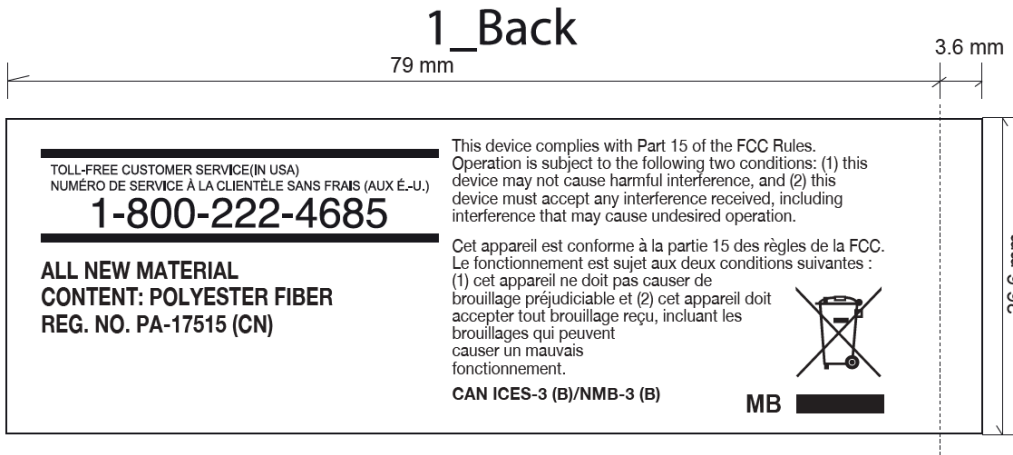 1_Back
79 mm
3.6 mm
TOLL-FREE CUSTOMER SERVICE(IN USA)
NUMÉRO DE SERVICE À LA CLIENTÈLE SANS FRAIS (AUX É.-U.)
1-800-222-4685
ALL NEW MATERIAL
CONTENT: POLYESTER FIBER
REG. NO. PA-17515 (CN)
This device complies with Part 15 of the FCC Rules.
Operation is subject to the following two conditions: (1) this
device may not cause harmful interference, and (2) this
device must accept any interference received, including
interference that may cause undesired operation.
Cet appareil est conforme à la partie 15 des règles de la FCC.
Le fonctionnement est sujet aux deux conditions suivantes :
(1) cet appareil ne doit pas causer de
brouillage préjudiciable et (2) cet appareil doit
accepter tout brouillage reçu, incluant les
brouillages qui peuvent
causer un mauvais
fonctionnement.
CAN ICES-3 (B)/NMB-3 (B)
MB